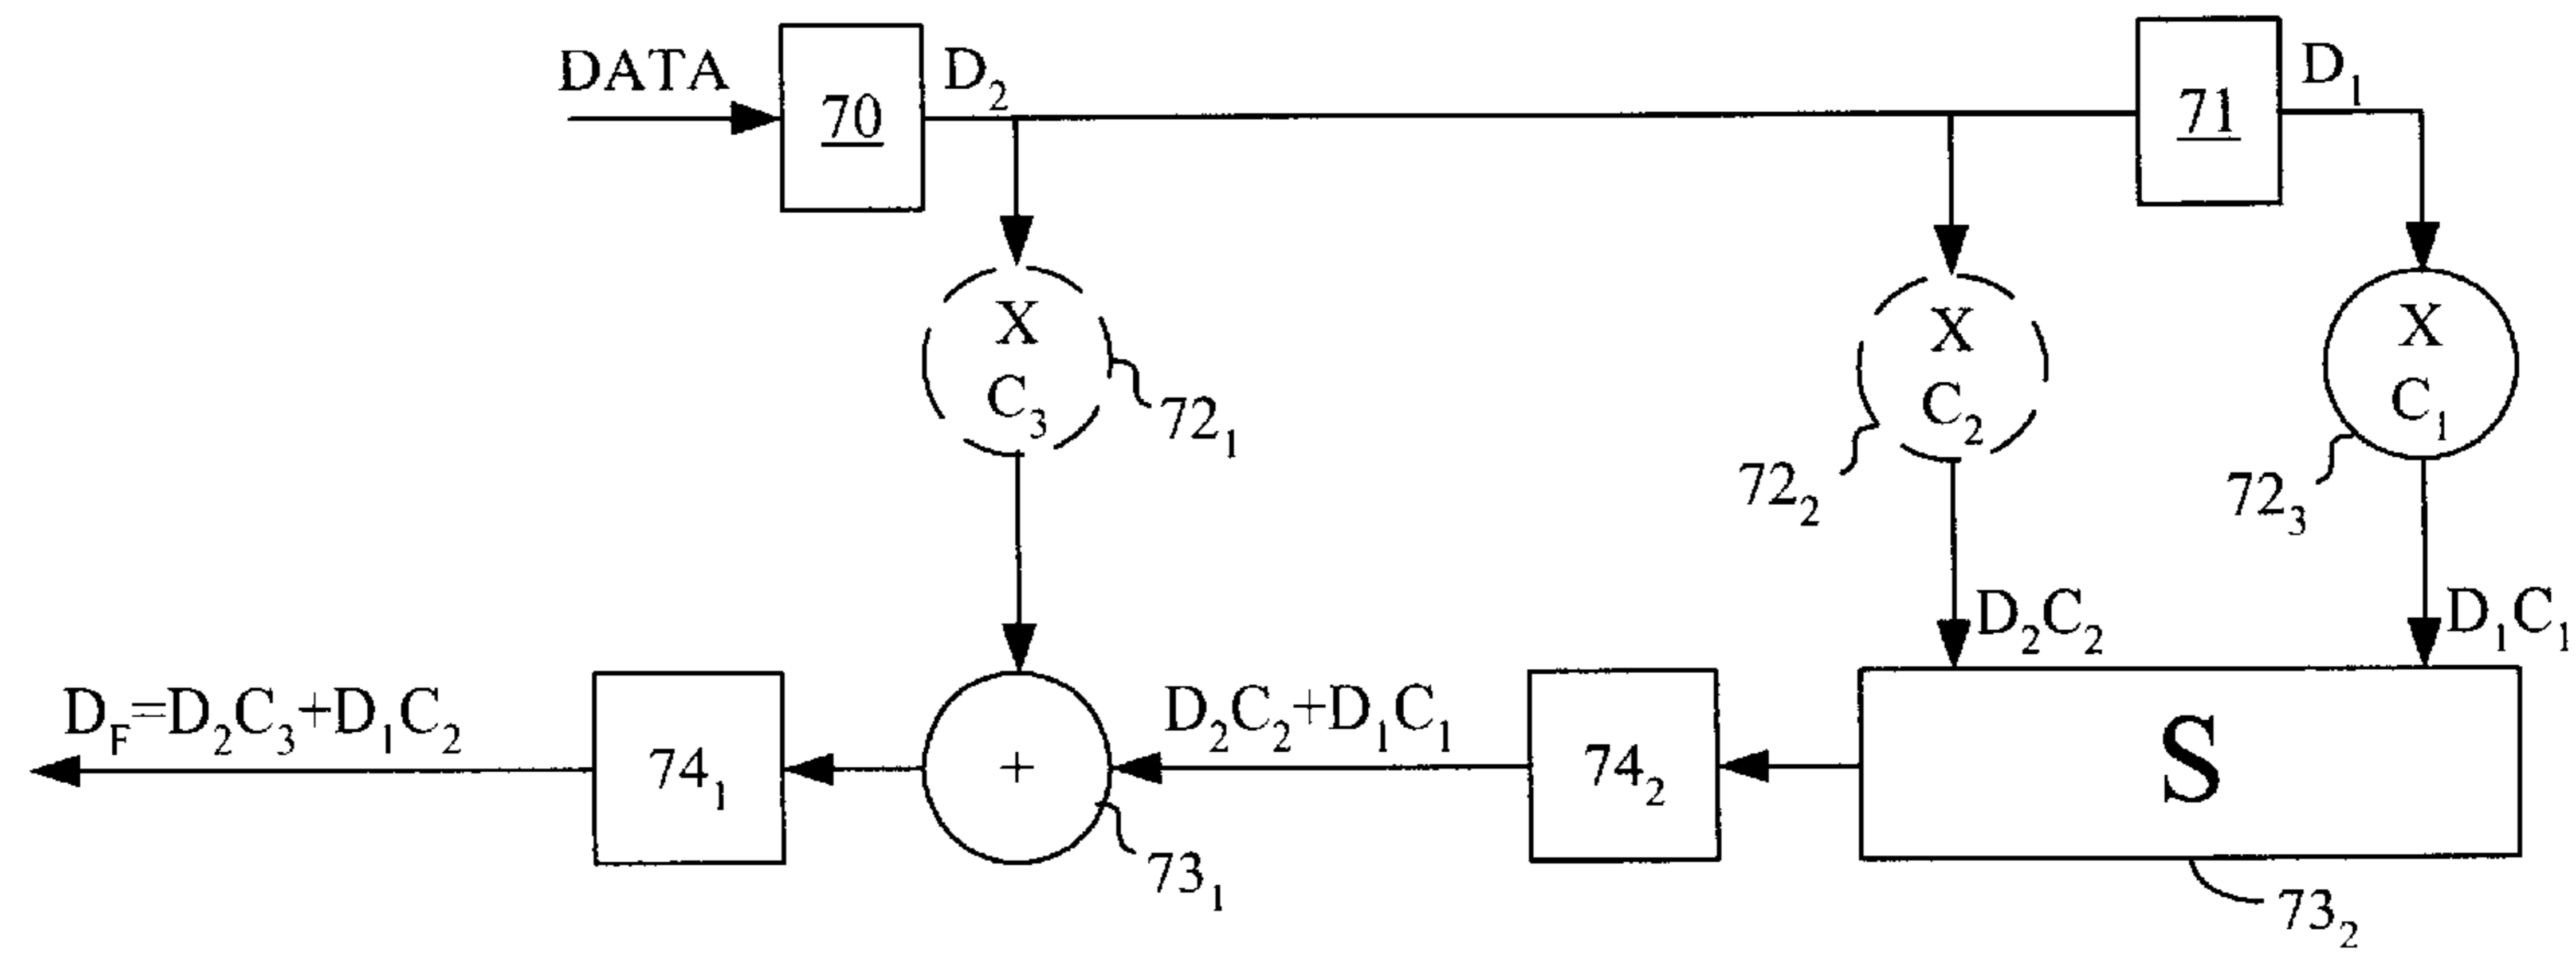 DATA
70
D₂
71
D₁
X
C₃
72₁
X
C₂
72₂
X
C₁
72₃
D₂C₂
D₁C₁
D_F=D₂C₃+D₁C₂
74₁
+
73₁
D₂C₂+D₁C₁
74₂
S
73₂